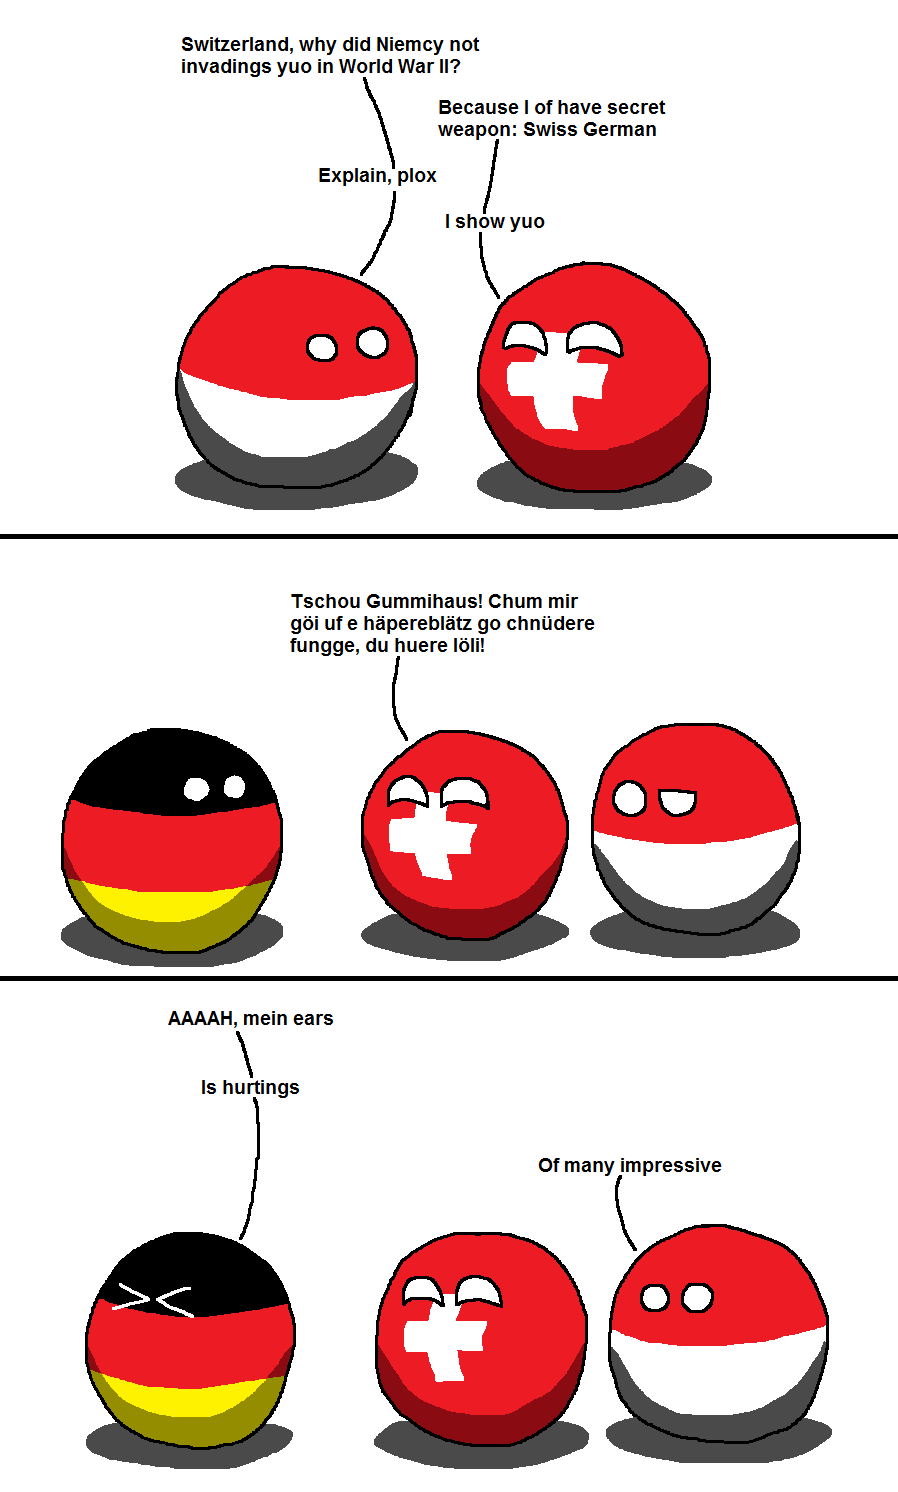 Switzerland, why did Niemcy not
invadings yuo in World War II?
Because I of have secret
weapon: Swiss German
Explain, plox
I show yuo
Tschou Gummihaus! Chum mir
göi uf e häpereblätz go chnüdere
fungge, du huere löli!
AAAAH, mein ears
Is hurtings
Of many impressive